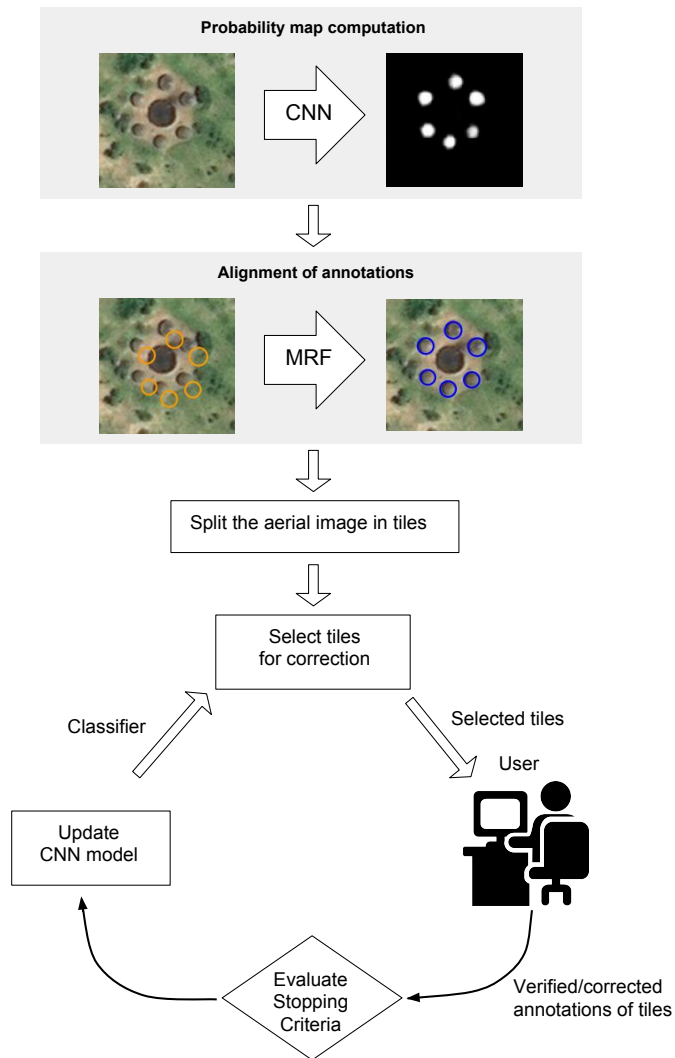 Probability map computation
CNN
Alignment of annotations
MRF
Split the aerial image in tiles
Select tiles
for correction
Classifier
Selected tiles
User
Update
CNN model
Evaluate
Stopping
Criteria
Verified/corrected
annotations of tiles